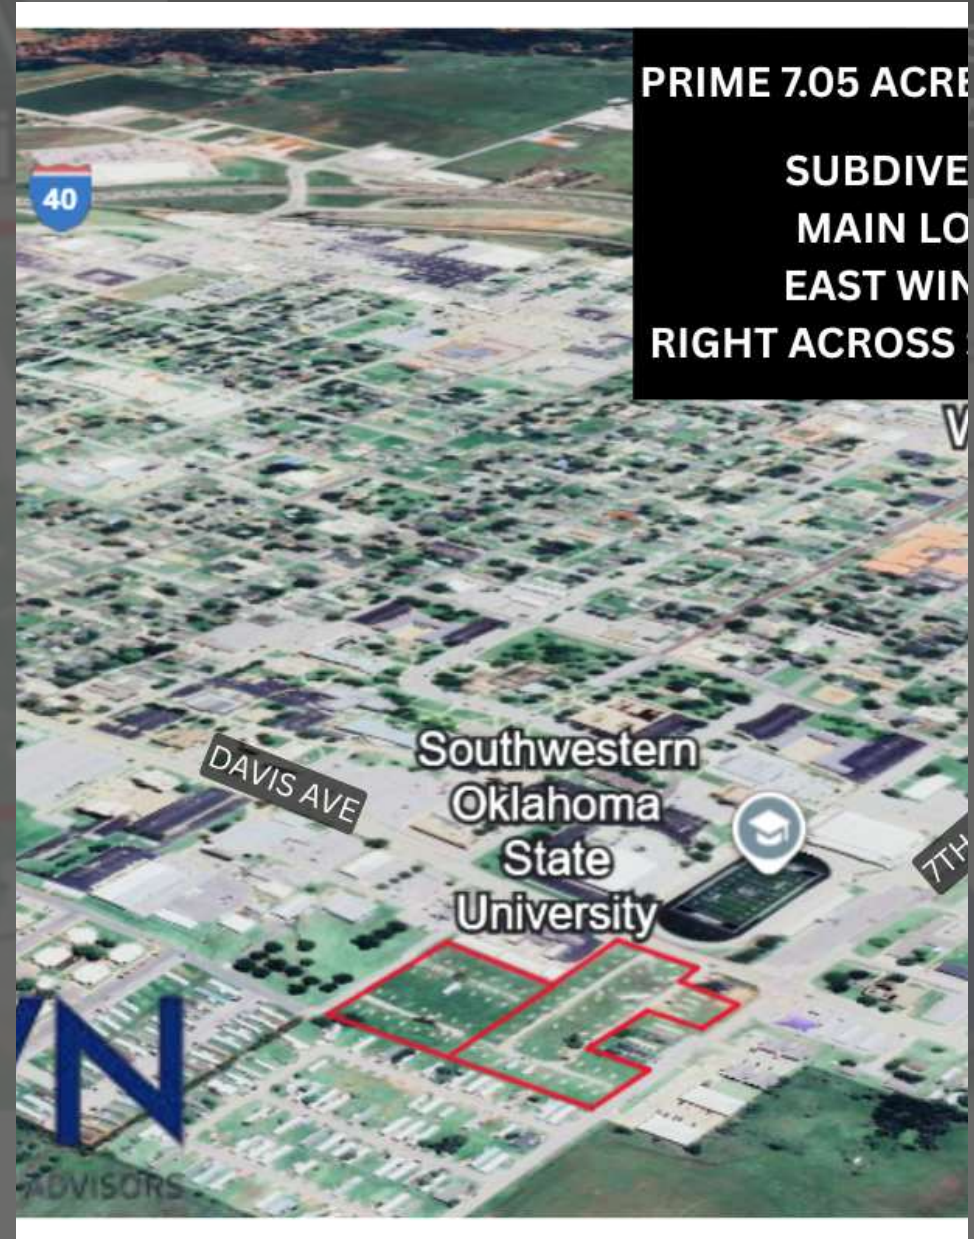 PRIME 7.05 ACRE
SUBDIVE
MAIN LO
EAST WIN
RIGHT ACROSS
40
W
DAVIS AVE
Southwestern
Oklahoma
State
University
7TH
WN
ADVISORS